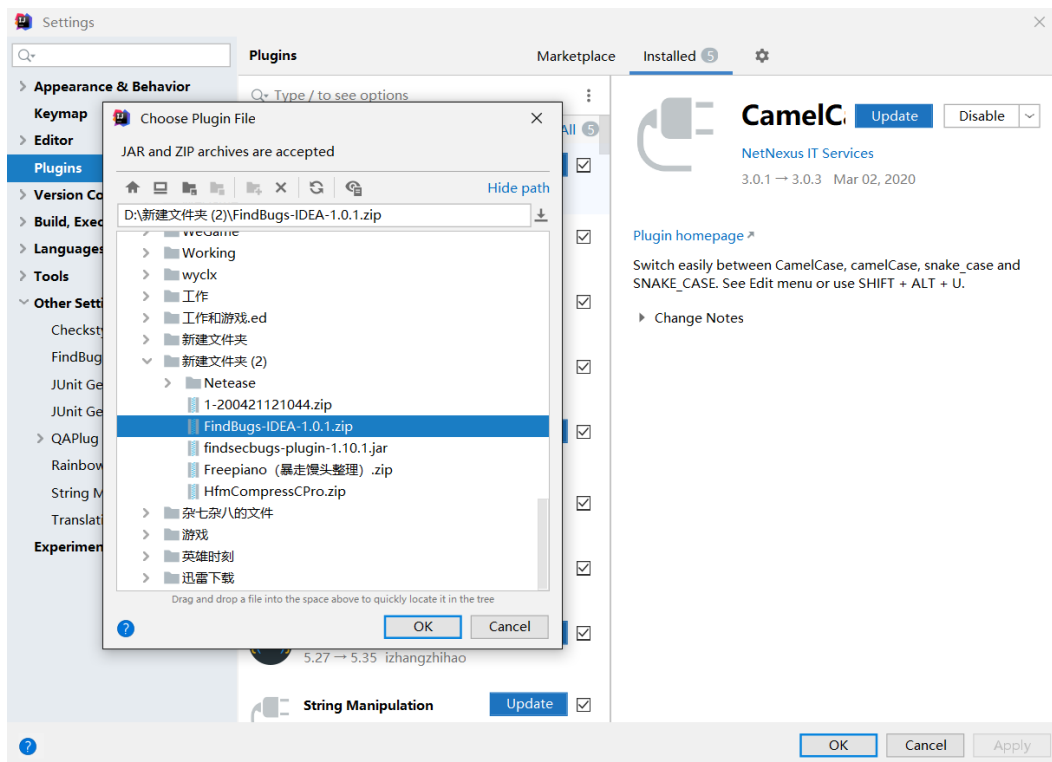 Settings
Plugins
Marketplace
Installed 5
Type / to see options
Appearance & Behavior
Keymap
Editor
Plugins
Version Co
Build, Exec
Languages
Tools
Other Setti
Checksty
FindBug
JUnit Ge
JUnit Ge
QAPlug
Rainbow
String M
Translati
Experimen
Choose Plugin File
JAR and ZIP archives are accepted
Hide path
D:\新建文件夹 (2)\FindBugs-IDEA-1.0.1.zip
WeGame
Working
wyclx
工作
工作和游戏.ed
新建文件夹
新建文件夹 (2)
Netease
1-200421121044.zip
FindBugs-IDEA-1.0.1.zip
findsecbugs-plugin-1.10.1.jar
Freepiano（暴走馒头整理）.zip
HfmCompressCPro.zip
杂七杂八的文件
游戏
英雄时刻
迅雷下载
Drag and drop a file into the space above to quickly locate it in the tree
?
OK
Cancel
All 5
5.27 → 5.35 izhangzhihao
String Manipulation
Update
CamelC
Update
Disable
NetNexus IT Services
3.0.1 → 3.0.3 Mar 02, 2020
Plugin homepage
Switch easily between CamelCase, camelCase, snake_case and
SNAKE_CASE. See Edit menu or use SHIFT + ALT + U.
Change Notes
?
OK
Cancel
Apply